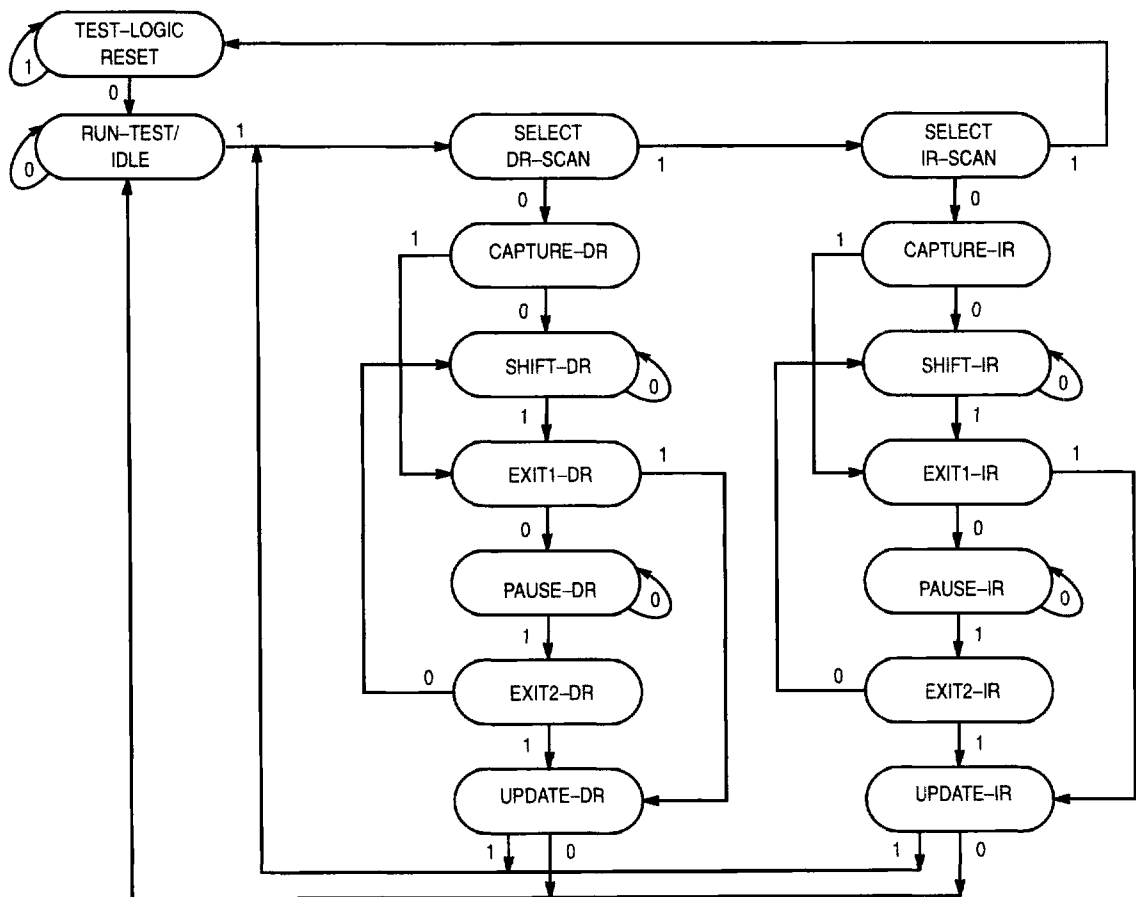 TEST–LOGIC
RESET
1
0
RUN–TEST/
IDLE
0
1
SELECT
DR–SCAN
1
SELECT
IR–SCAN
1
0
0
CAPTURE–DR
1
CAPTURE–IR
1
0
0
SHIFT–DR
0
SHIFT–IR
0
1
1
EXIT1–DR
1
EXIT1–IR
1
0
0
PAUSE–DR
0
PAUSE–IR
0
1
1
EXIT2–DR
0
EXIT2–IR
0
1
1
UPDATE–DR
UPDATE–IR
1
0
1
0